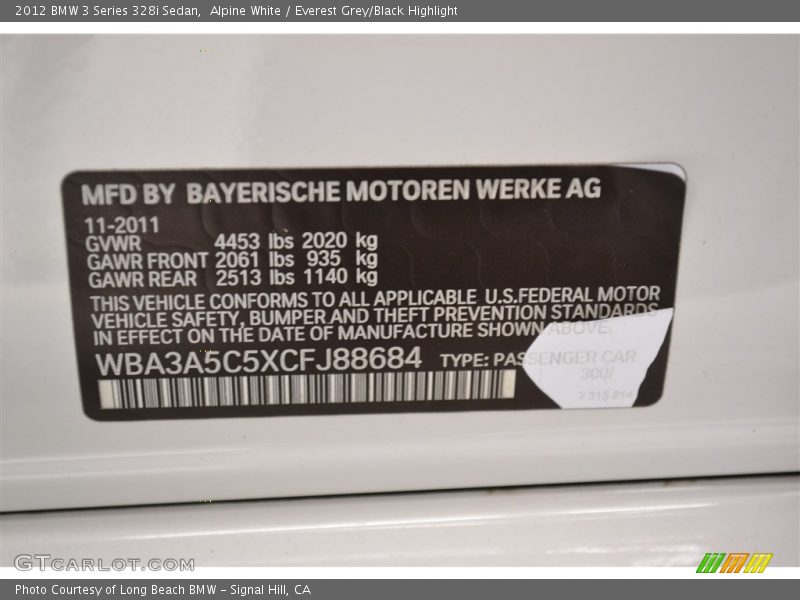 2012 BMW 3 Series 328i Sedan,  Alpine White / Everest Grey/Black Highlight
MFD BY BAYERISCHE MOTOREN WERKE AG
11-2011
GVWR 4453 lbs 2020 kg
GAWR FRONT 2061 lbs 935 kg
GAWR REAR 2513 lbs 1140 kg
THIS VEHICLE CONFORMS TO ALL APPLICABLE U.S.FEDERAL MOTOR
VEHICLE SAFETY, BUMPER AND THEFT PREVENTION STANDARDS
IN EFFECT ON THE DATE OF MANUFACTURE SHOWN ABOVE.
WBA3A5C5XCFJ88684 TYPE: PASSENGER CAR
300/
7 315 814
GTCARLOT.COM
Photo Courtesy of Long Beach BMW - Signal Hill, CA